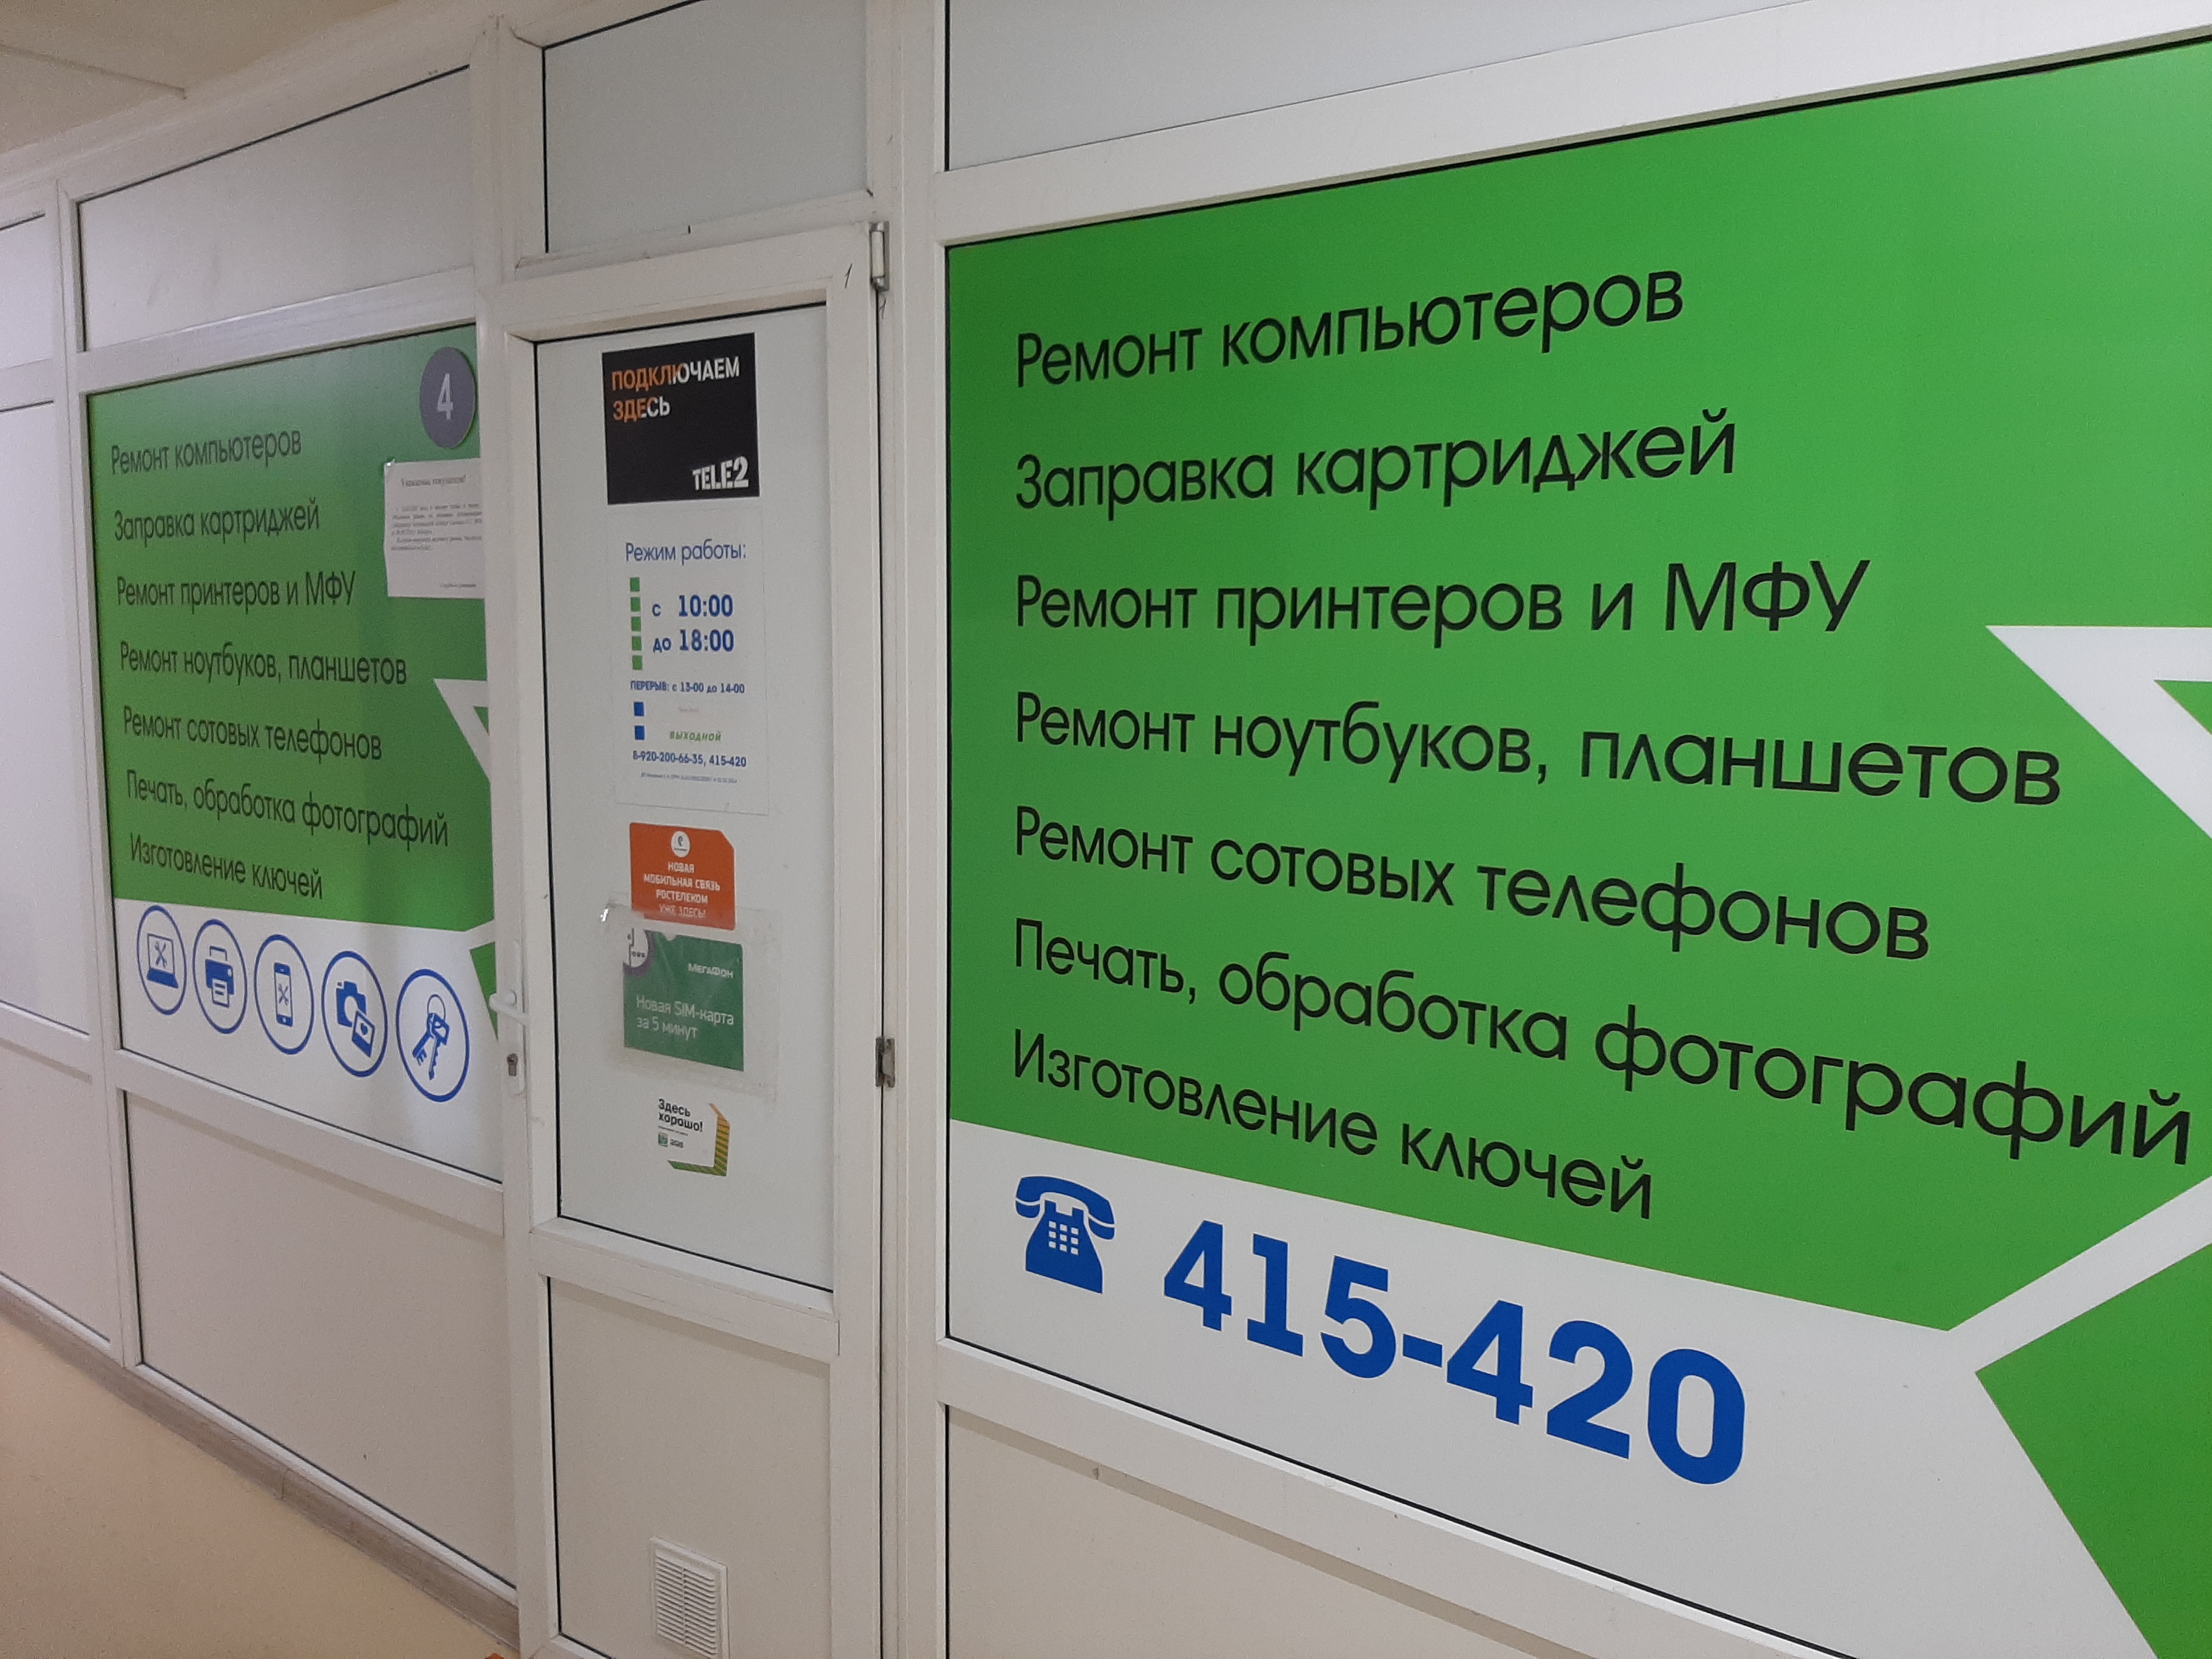 Ремонт компьютеров
Заправка картриджей
Ремонт принтеров и МФУ
Ремонт ноутбуков, планшетов
Ремонт сотовых телефонов
Печать, обработка фотографий
Изготовление ключей
4
Уважаемые покупатели!
ПОДКЛЮЧАЕМ
ЗДЕСЬ
TELE2
Режим работы:
с 10:00
до 18:00
ПЕРЕРЫВ: с 13-00 до 14-00
ВЫХОДНОЙ
8-920-200-66-35, 415-420
НОВАЯ
МОБИЛЬНАЯ СВЯЗЬ
РОСТЕЛЕКОМ
УЖЕ ЗДЕСЬ!
МЕГАФОН
Новая SIM-карта
за 5 минут
Здесь
хорошо!
Ремонт компьютеров
Заправка картриджей
Ремонт принтеров и МФУ
Ремонт ноутбуков, планшетов
Ремонт сотовых телефонов
Печать, обработка фотографий
Изготовление ключей
415-420